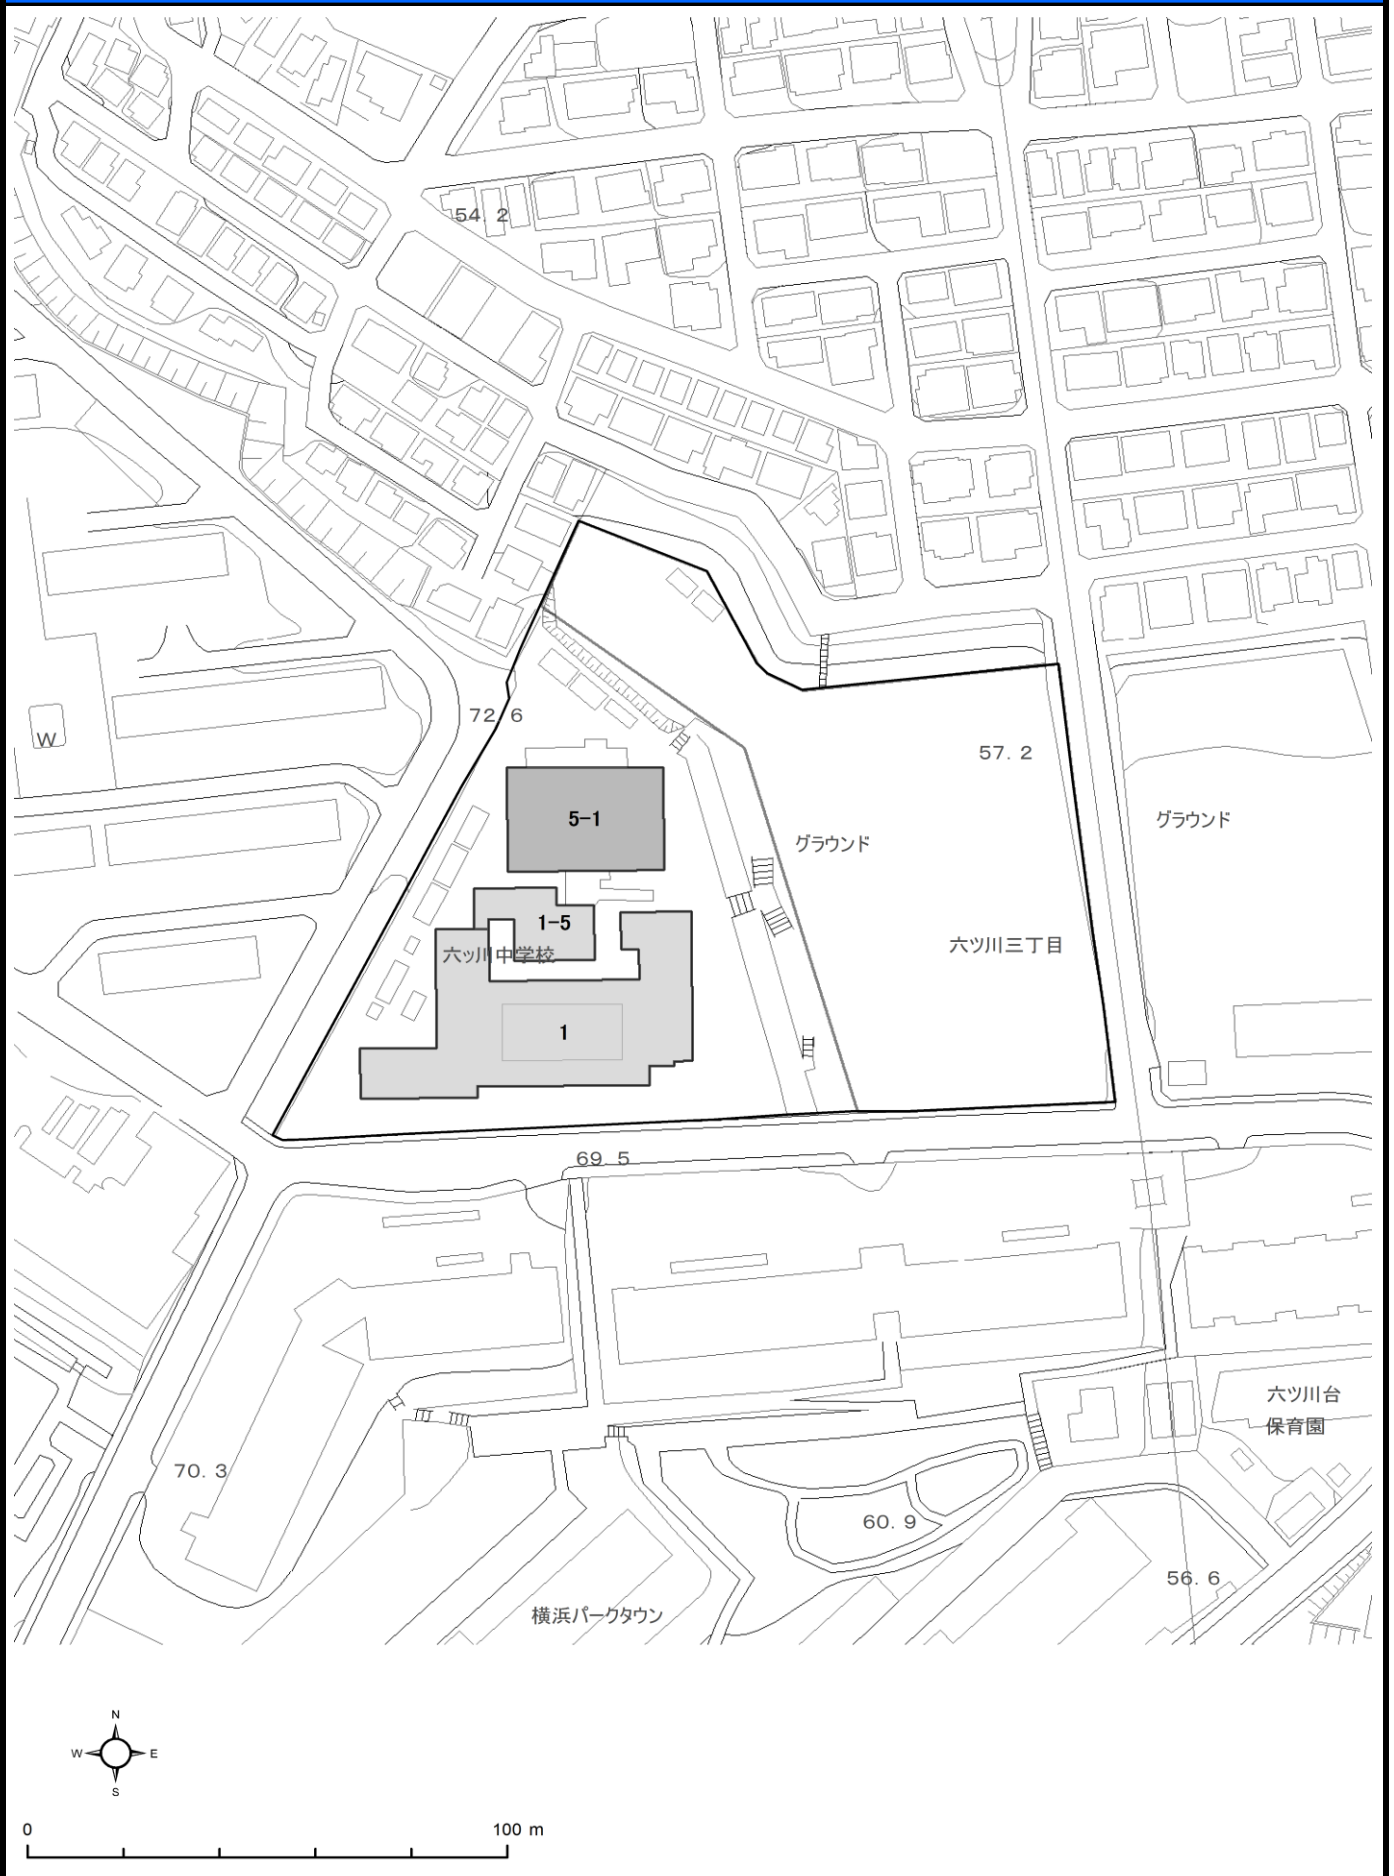 54. 2
72. 6
W
57. 2
5-1
グラウンド
グラウンド
1-5
六ッ川中学校
六ツ川三丁目
1
69. 5
六ツ川台
保育園
70. 3
60. 9
56. 6
横浜パークタウン
N
W E
S
0 100 m